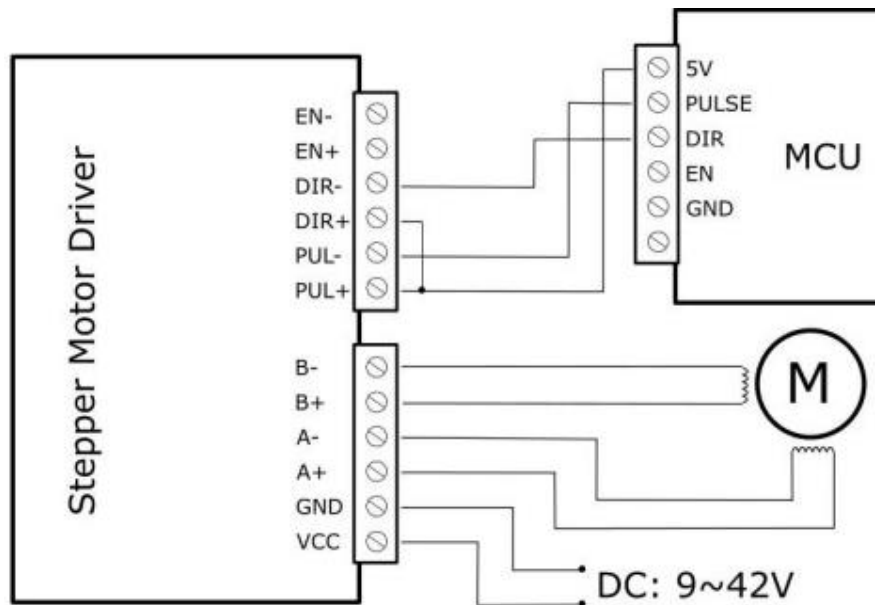 Stepper Motor Driver
EN-
EN+
DIR-
DIR+
PUL-
PUL+
B-
B+
A-
A+
GND
VCC
5V
PULSE
DIR
EN
GND
MCU
M
DC: 9~42V